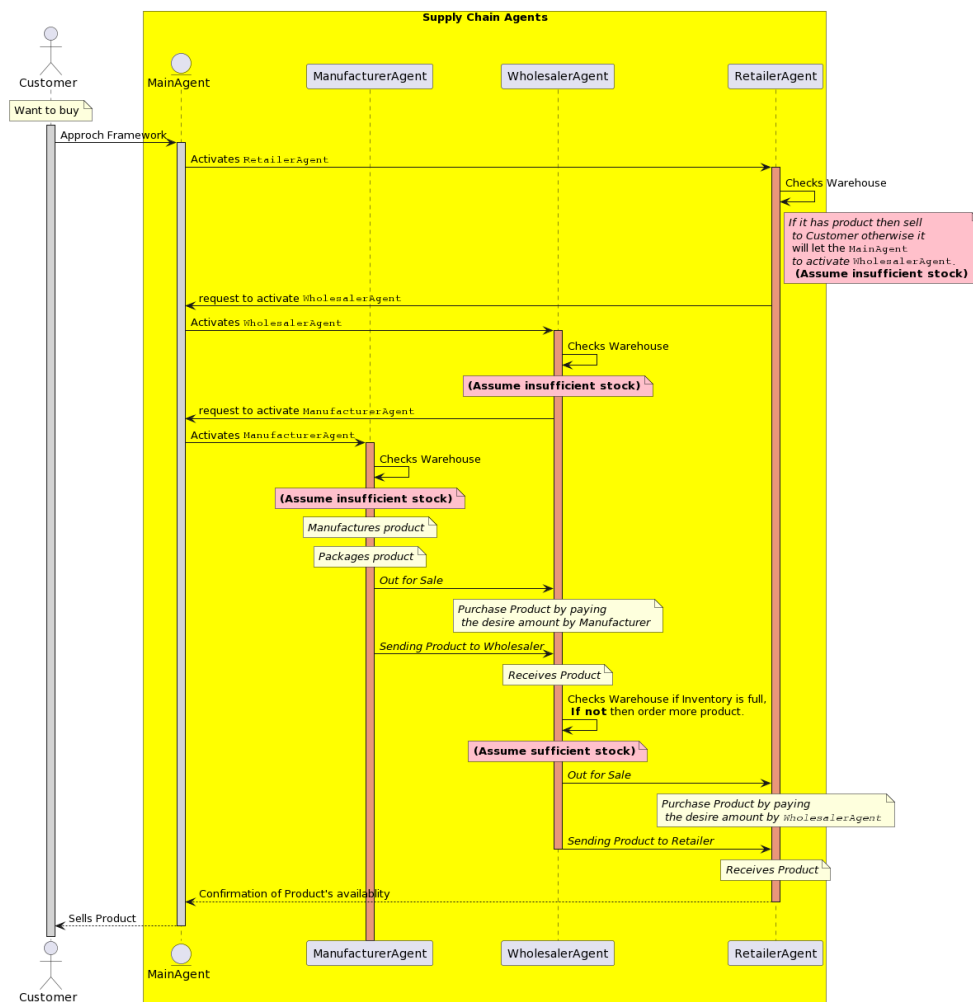 Supply Chain Agents
Customer
MainAgent
ManufacturerAgent
WholesalerAgent
RetailerAgent
Want to buy
Approch Framework
Activates RetailerAgent
Checks Warehouse
If it has product then sell
to Customer otherwise it
will let the MainAgent
to activate WholesalerAgent.
(Assume insufficient stock)
request to activate WholesalerAgent
Activates WholesalerAgent
Checks Warehouse
(Assume insufficient stock)
request to activate ManufacturerAgent
Activates ManufacturerAgent
Checks Warehouse
(Assume insufficient stock)
Manufactures product
Packages product
Out for Sale
Purchase Product by paying
the desire amount by Manufacturer
Sending Product to Wholesaler
Receives Product
Checks Warehouse if Inventory is full,
If not then order more product.
(Assume sufficient stock)
Out for Sale
Purchase Product by paying
the desire amount by WholesalerAgent
Sending Product to Retailer
Receives Product
Confirmation of Product's availablity
Sells Product
Customer
MainAgent
ManufacturerAgent
WholesalerAgent
RetailerAgent